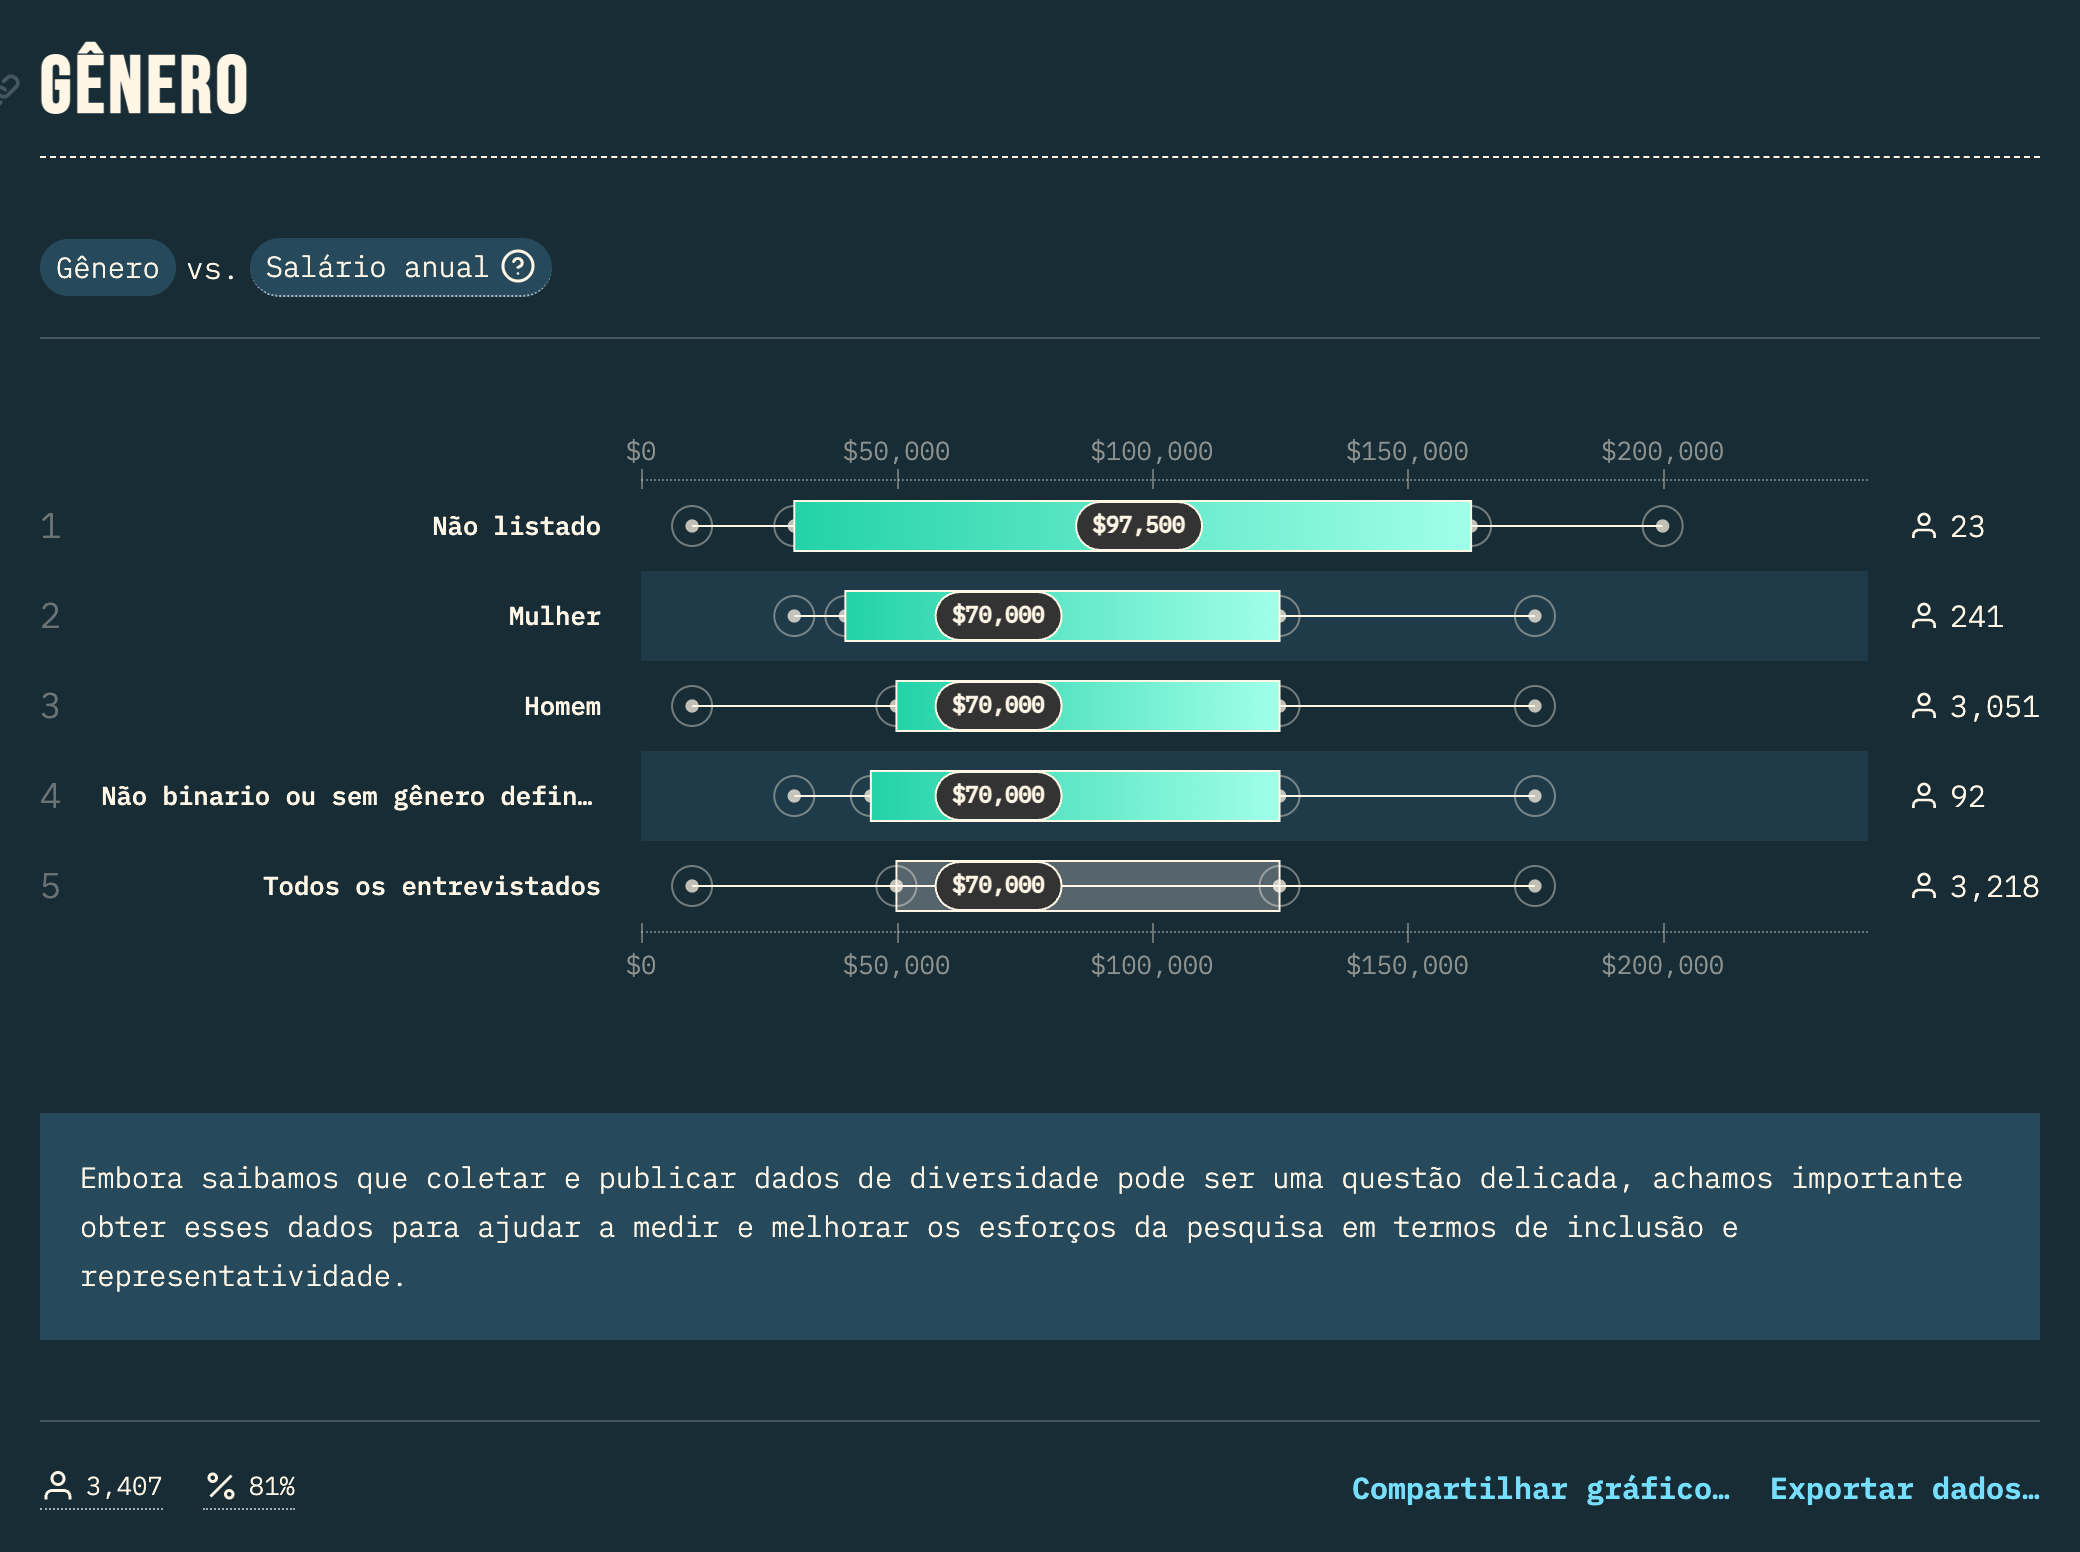 GÊNERO
Gênero vs. Salário anual ?
$0 $50,000 $100,000 $150,000 $200,000
1 Não listado $97,500 23
2 Mulher $70,000 241
3 Homem $70,000 3,051
4 Não binario ou sem gênero defin… $70,000 92
5 Todos os entrevistados $70,000 3,218
$0 $50,000 $100,000 $150,000 $200,000
Embora saibamos que coletar e publicar dados de diversidade pode ser uma questão delicada, achamos importante
obter esses dados para ajudar a medir e melhorar os esforços da pesquisa em termos de inclusão e
representatividade.
3,407 % 81% Compartilhar gráfico… Exportar dados…